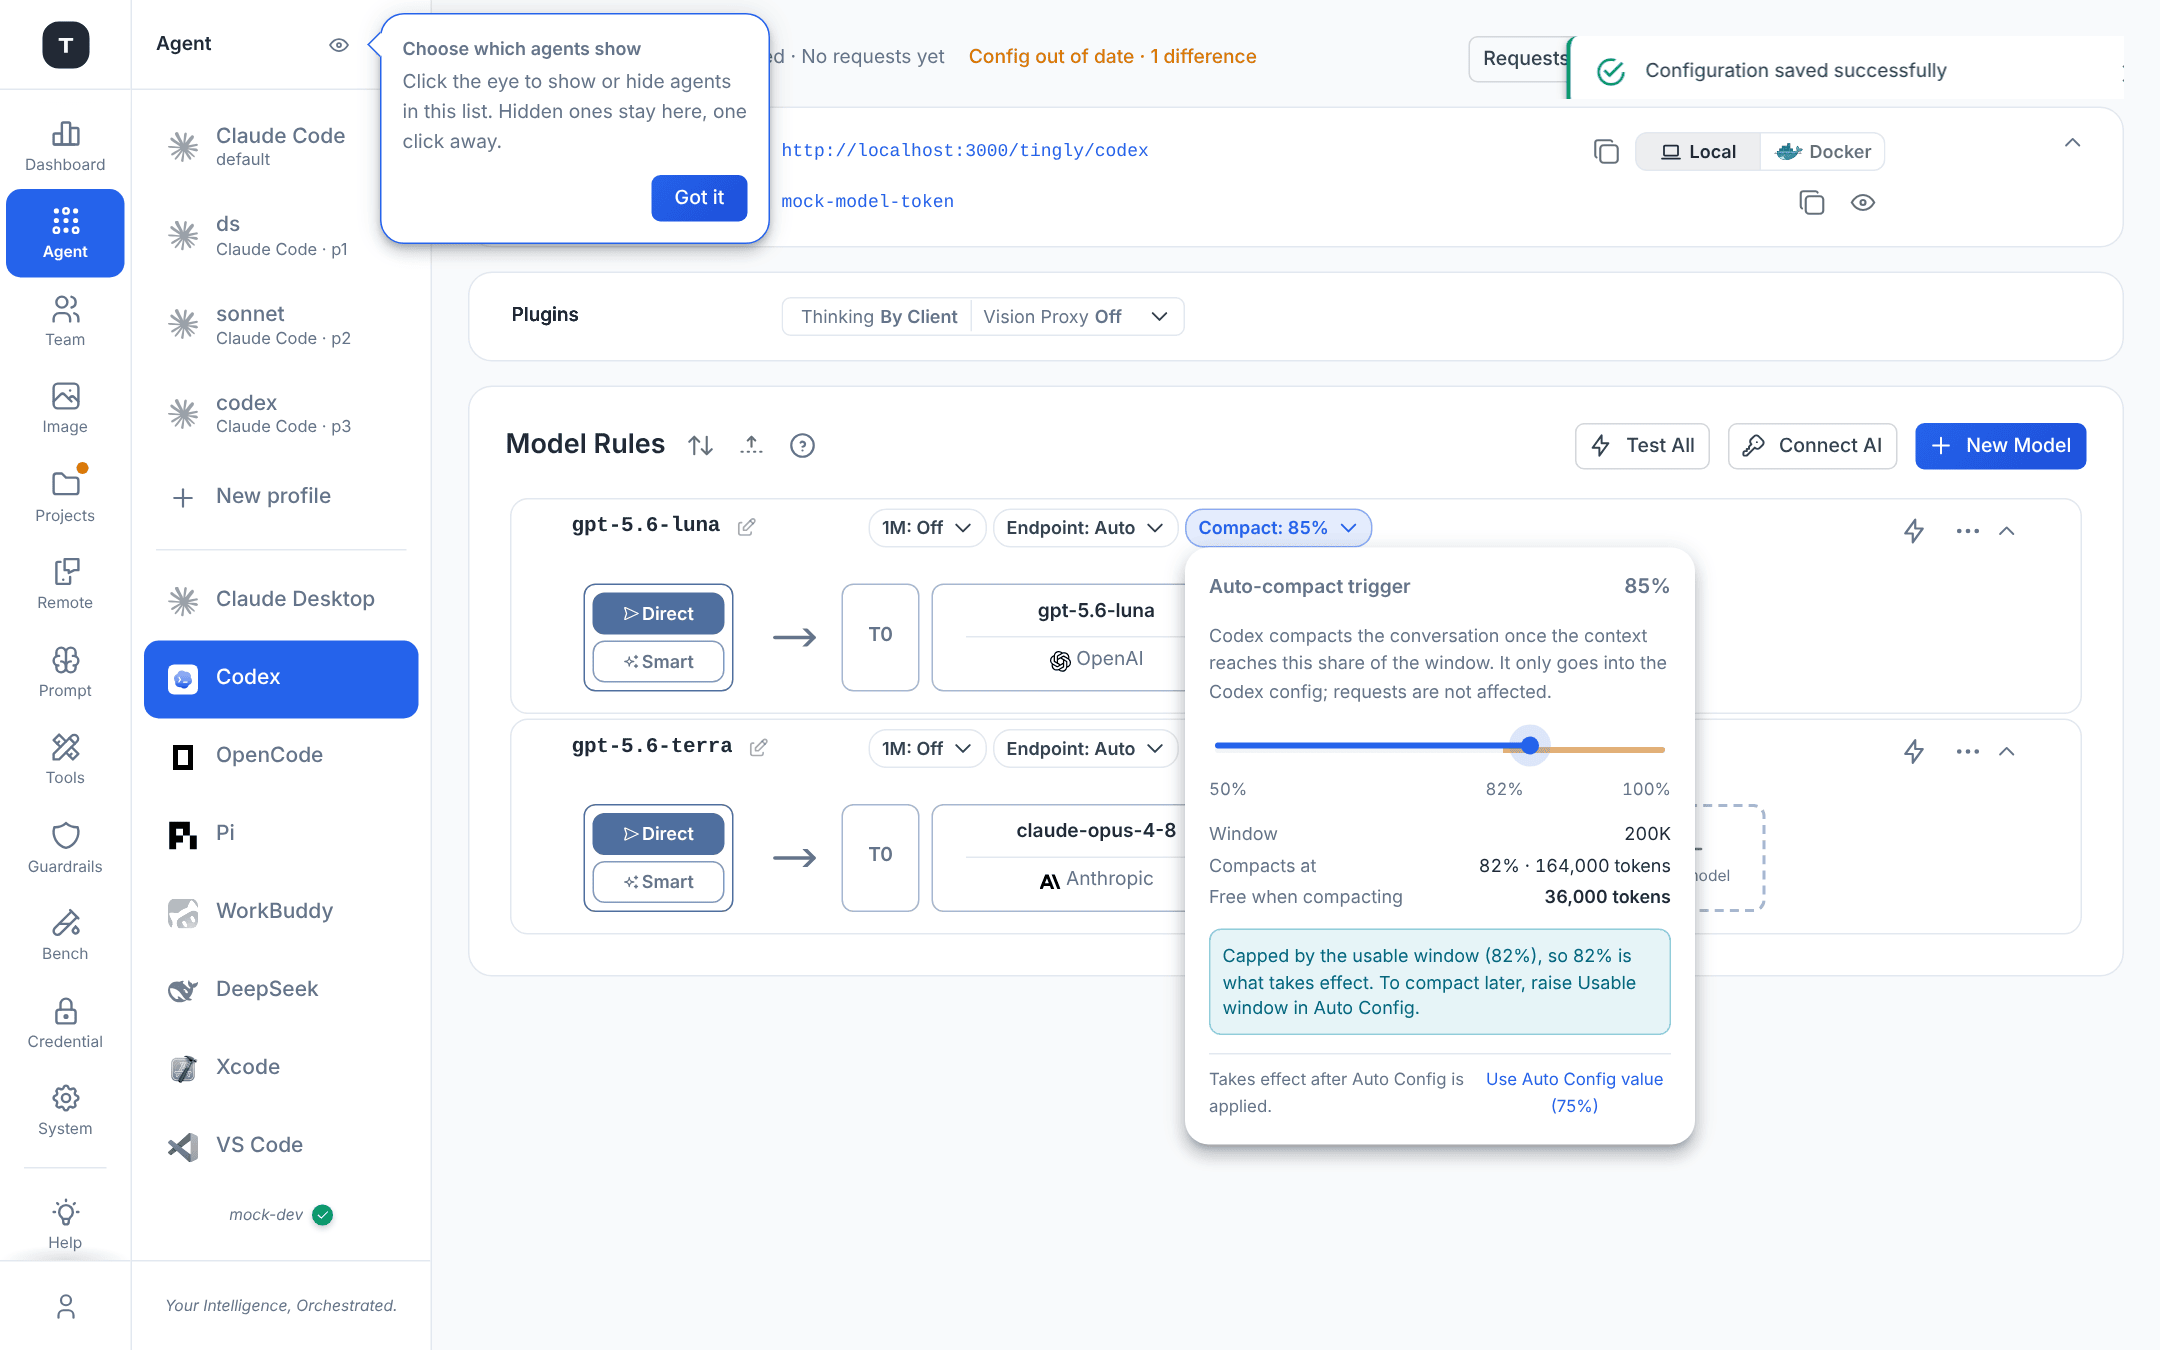 T
Dashboard
Agent
Team
Image
Projects
Remote
Prompt
Tools
Guardrails
Bench
Credential
System
Help
Agent
Claude Code
default
ds
Claude Code · p1
sonnet
Claude Code · p2
codex
Claude Code · p3
New profile
Claude Desktop
Codex
OpenCode
Pi
WorkBuddy
DeepSeek
Xcode
VS Code
mock-dev
Your Intelligence, Orchestrated.
Choose which agents show
Click the eye to show or hide agents
in this list. Hidden ones stay here, one
click away.
Got it
· No requests yet Config out of date · 1 difference
Requests
Configuration saved successfully
http://localhost:3000/tingly/codex
Local Docker
mock-model-token
Plugins
Thinking By Client Vision Proxy Off
Model Rules
Test All Connect AI New Model
gpt-5.6-luna 1M: Off Endpoint: Auto Compact: 85%
Direct
Smart
T0
gpt-5.6-luna
OpenAI
gpt-5.6-terra 1M: Off Endpoint: Auto
Direct
Smart
T0
claude-opus-4-8
Anthropic
Auto-compact trigger 85%
Codex compacts the conversation once the context
reaches this share of the window. It only goes into the
Codex config; requests are not affected.
50% 82% 100%
Window 200K
Compacts at 82% · 164,000 tokens
Free when compacting 36,000 tokens
Capped by the usable window (82%), so 82% is
what takes effect. To compact later, raise Usable
window in Auto Config.
Takes effect after Auto Config is
applied.
Use Auto Config value
(75%)